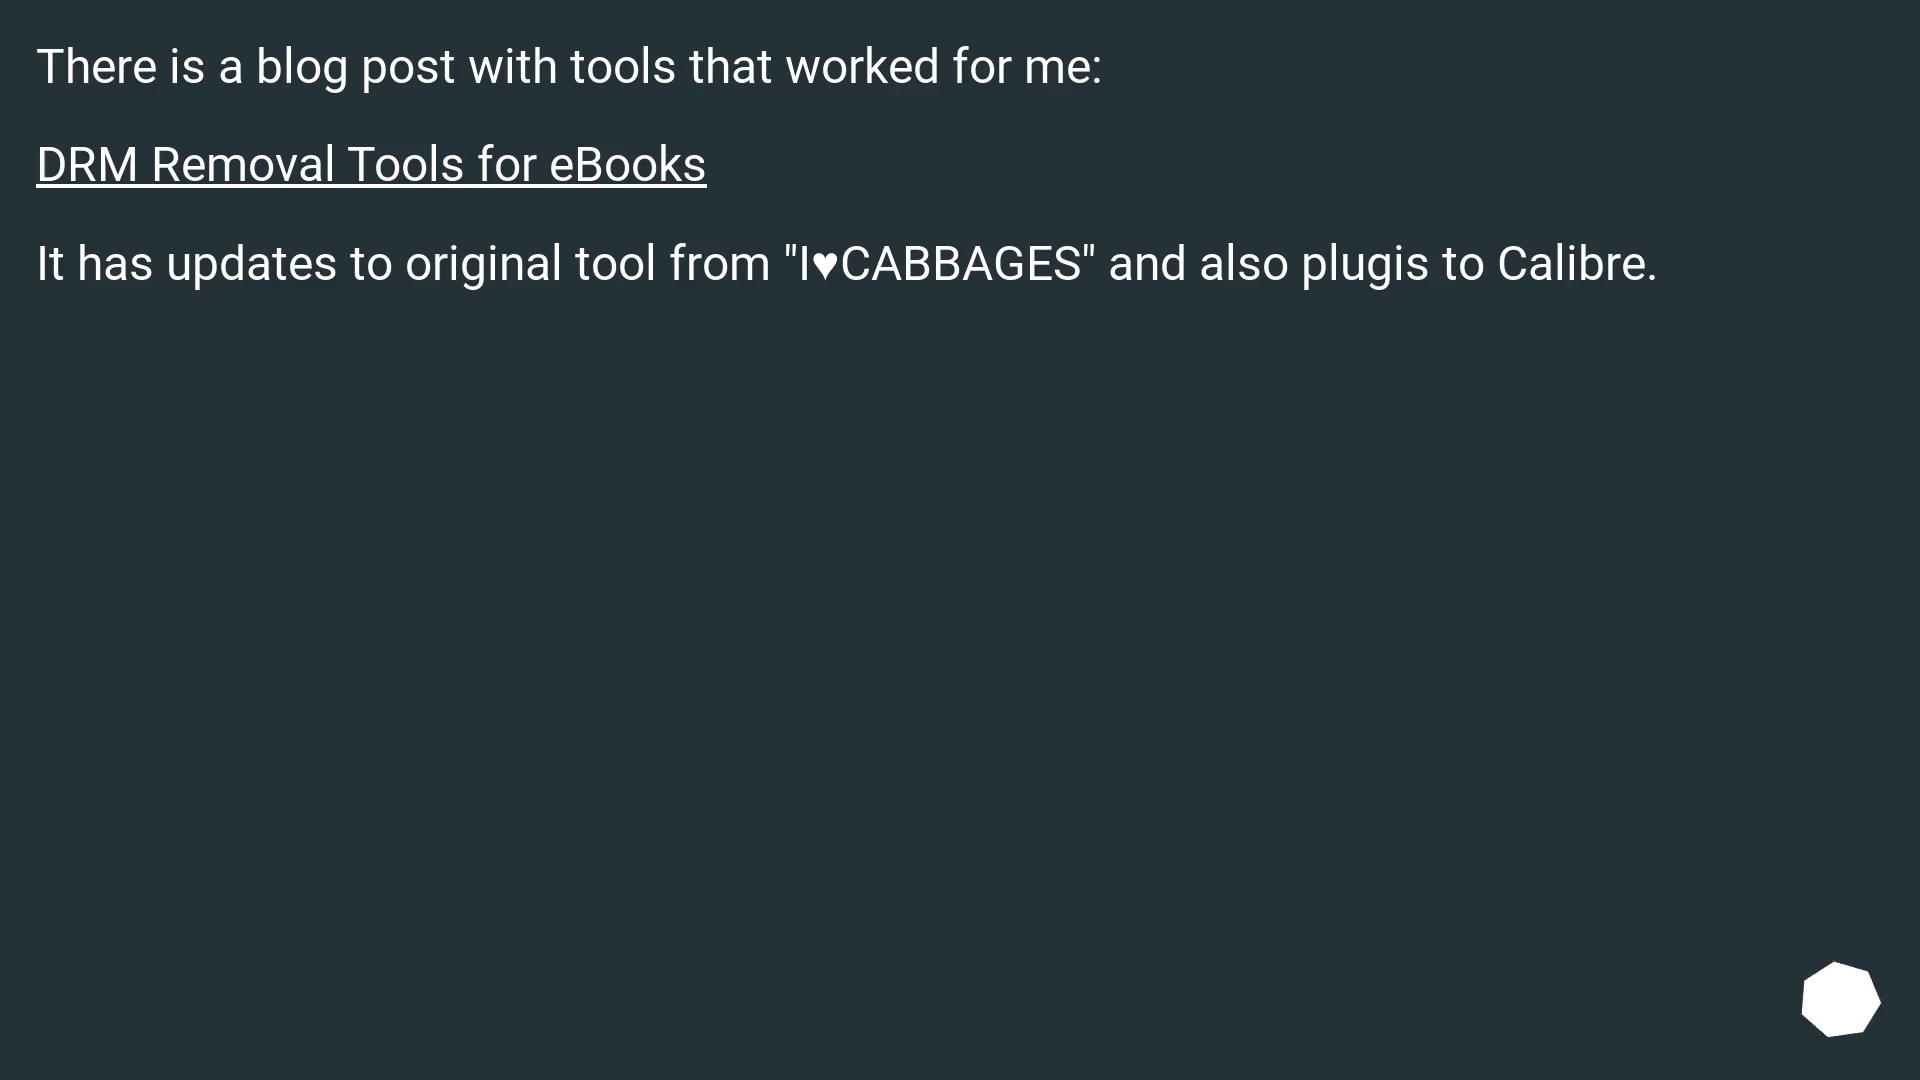 There is a blog post with tools that worked for me:
DRM Removal Tools for eBooks
It has updates to original tool from "I♥CABBAGES" and also plugis to Calibre.